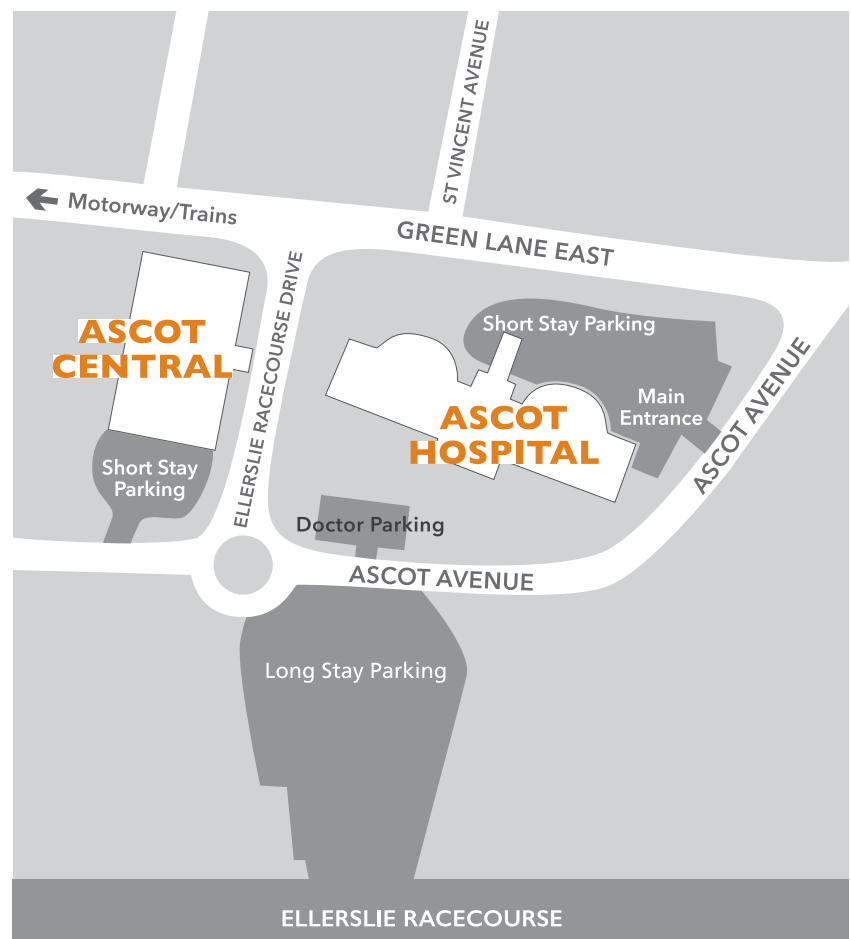 ST VINCENT AVENUE
Motorway/Trains
GREEN LANE EAST
ELLERSLIE RACECOURSE DRIVE
ASCOT
CENTRAL
Short Stay Parking
Main
Entrance
ASCOT AVENUE
ASCOT
HOSPITAL
Short Stay
Parking
Doctor Parking
ASCOT AVENUE
Long Stay Parking
ELLERSLIE RACECOURSE